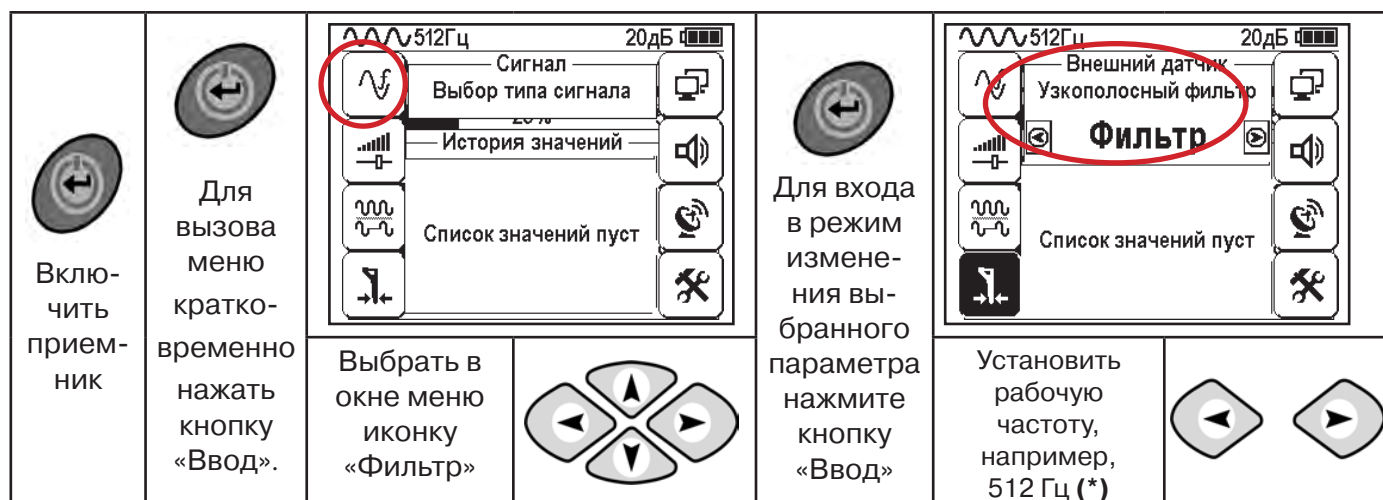 Вклю-
чить
прием-
ник
Для
вызова
меню
кратко-
временно
нажать
кнопку
«Ввод».
512Гц 20дБ
Сигнал
Выбор типа сигнала
История значений
Список значений пуст
Выбрать в
окне меню
иконку
«Фильтр»
Для входа
в режим
измене-
ния вы-
бранного
параметра
нажмите
кнопку
«Ввод»
512Гц 20дБ
Внешний датчик
Узкополосный фильтр
Фильтр
Список значений пуст
Установить
рабочую
частоту,
например,
512 Гц (*)